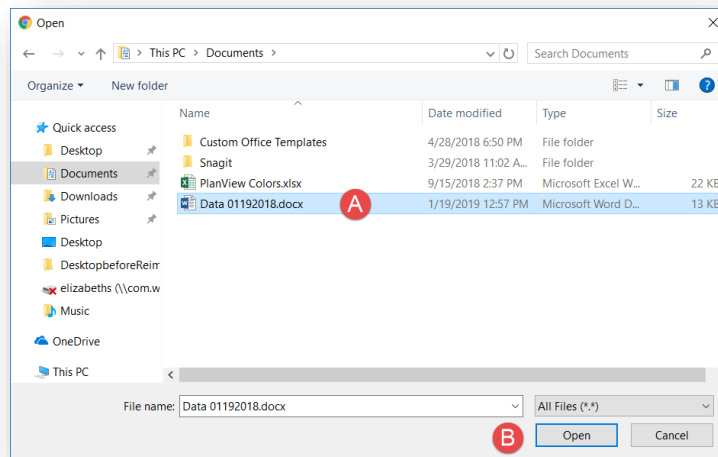 Open
This PC > Documents >
Search Documents
Organize
New folder
?
Name
Date modified
Type
Size
Quick access
Desktop
Documents
Downloads
Pictures
Desktop
DesktopbeforeReim
elizabeths (\\com.w
Music
OneDrive
This PC
Custom Office Templates 4/28/2018 6:50 PM File folder
Snagit 3/29/2018 11:02 A... File folder
PlanView Colors.xlsx 9/15/2018 2:37 PM Microsoft Excel W... 22 KB
Data 01192018.docx A 1/19/2019 12:57 PM Microsoft Word D... 13 KB
File name: Data 01192018.docx
All Files (*.*)
B
Open
Cancel